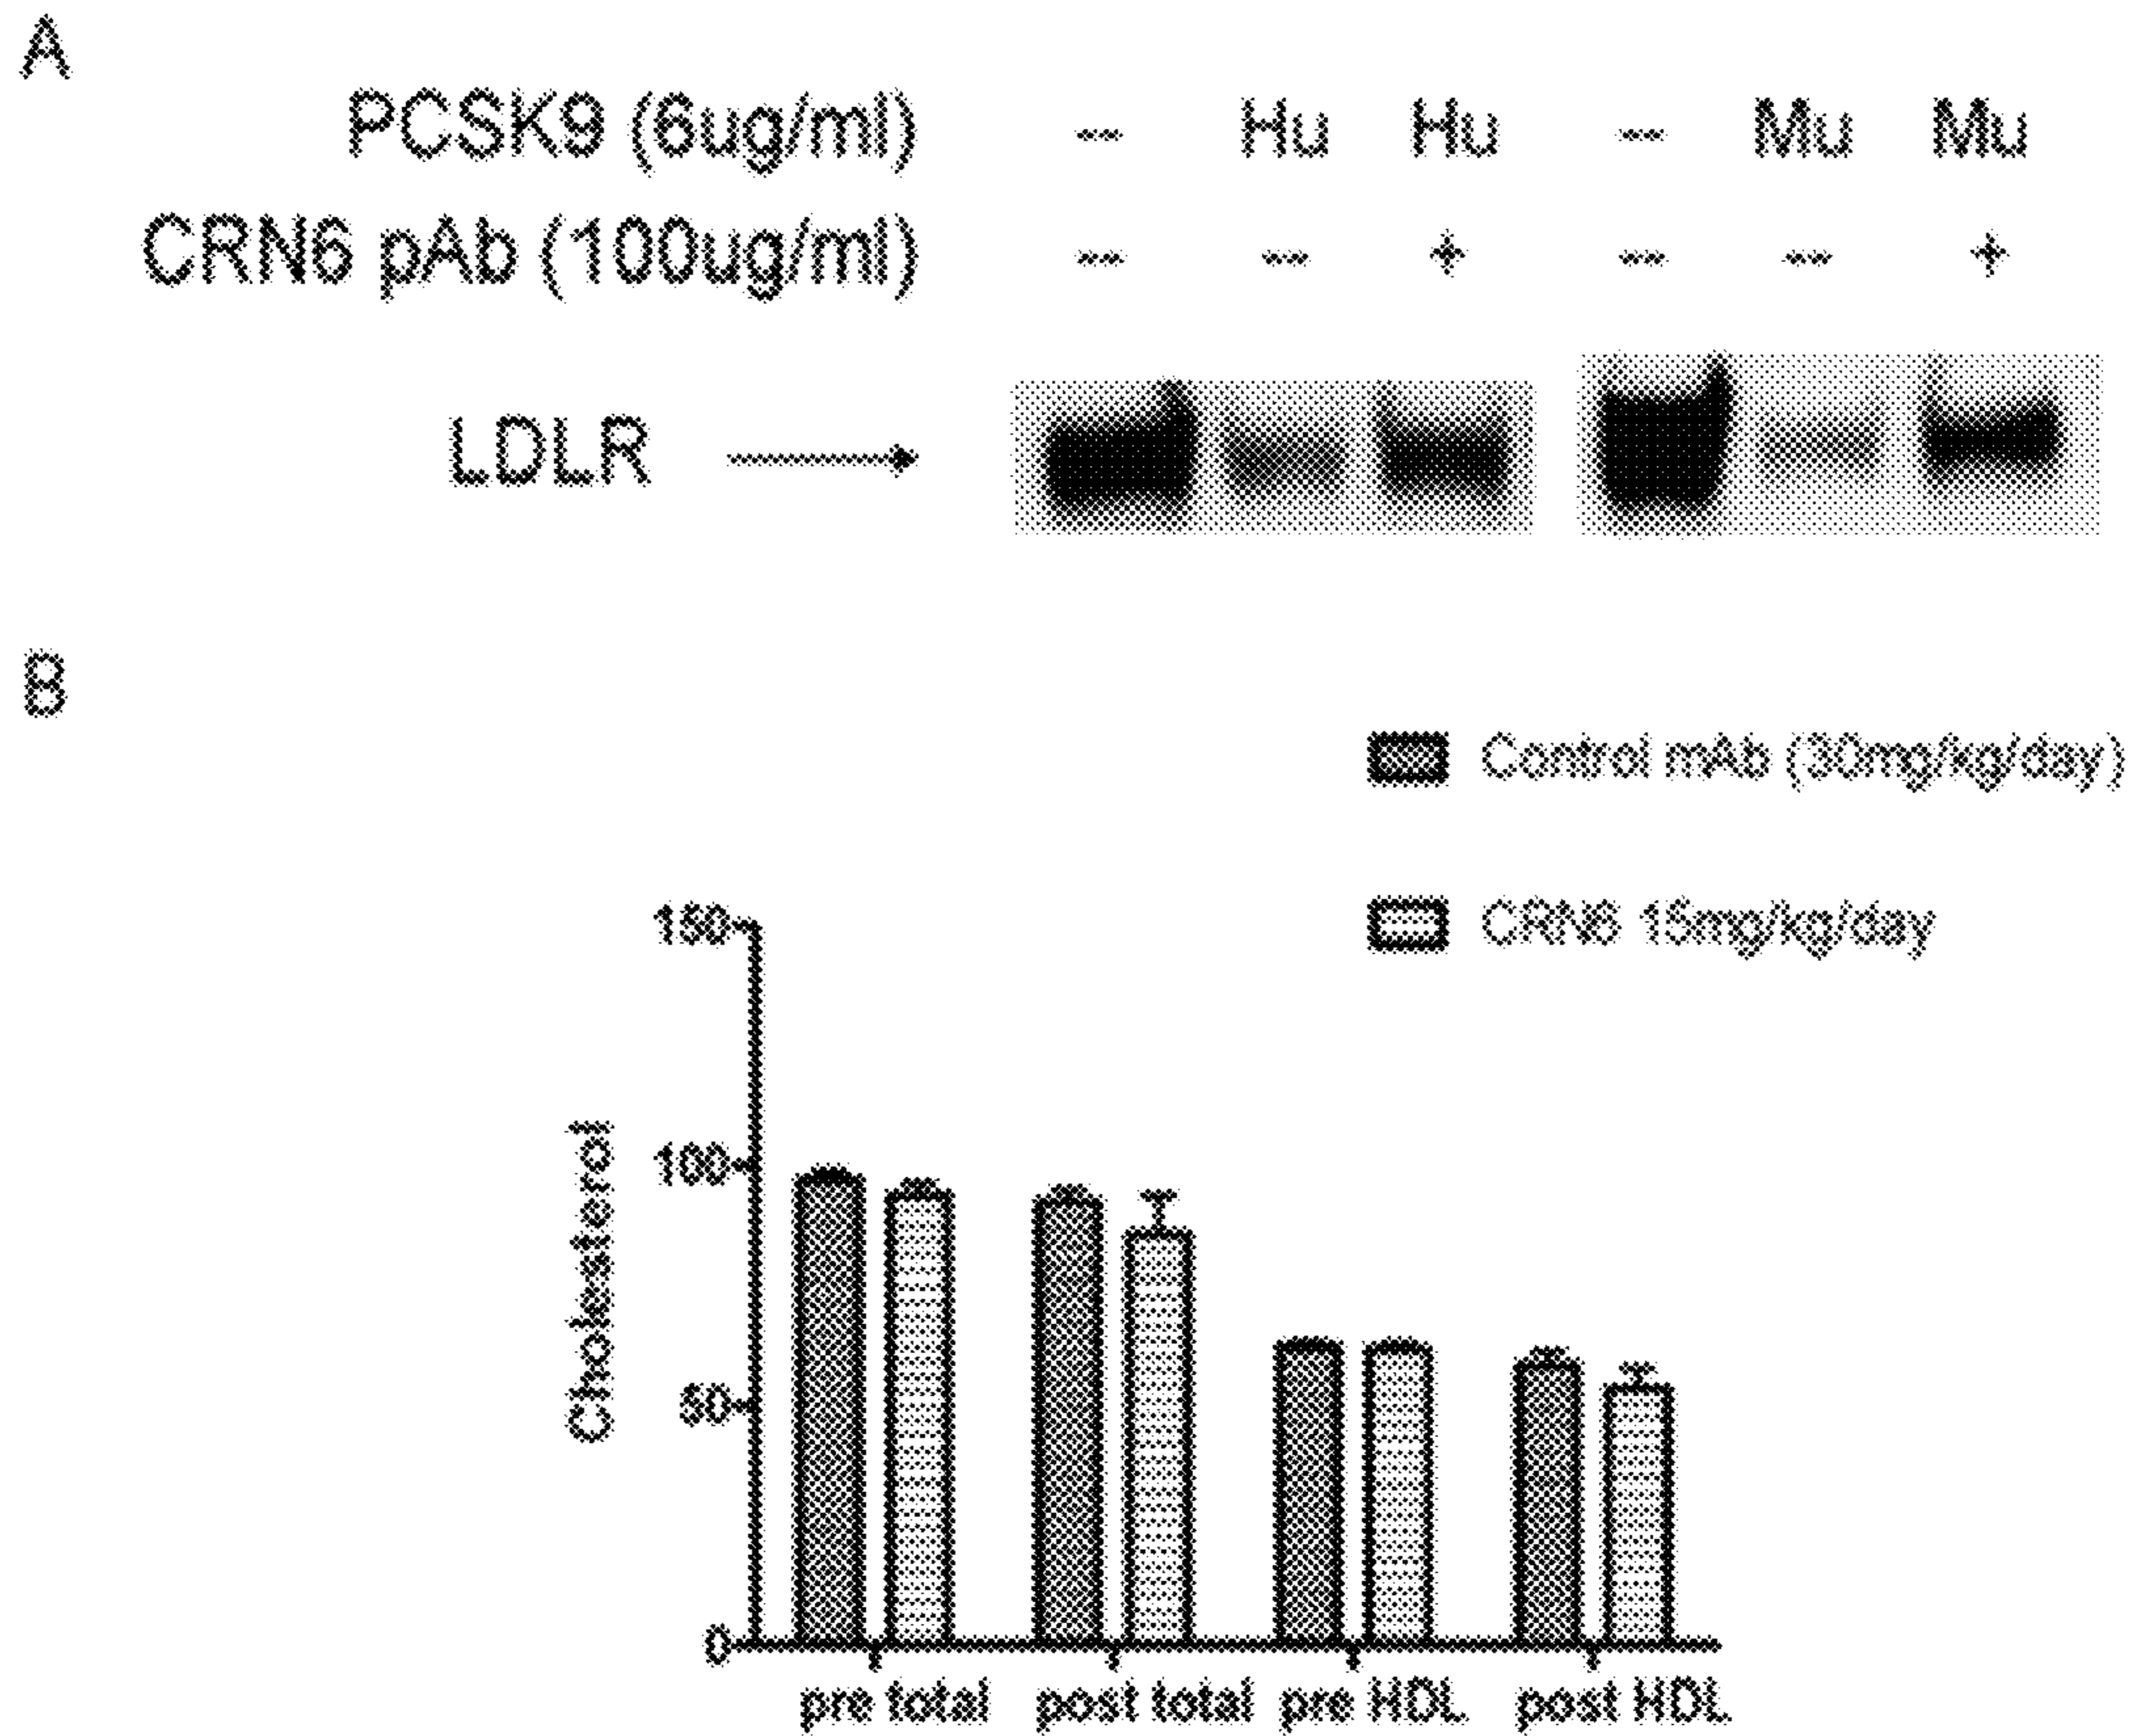 A
PCSK9 (6ug/ml) -- Hu Hu -- Mu Mu
CRN6 pAb (100ug/ml) -- -- + -- -- +
LDLR
B
Control mAb (30mg/kg/day)
CRN6 15mg/kg/day
Cholesterol
150
100
50
0
pre total post total pre HDL post HDL